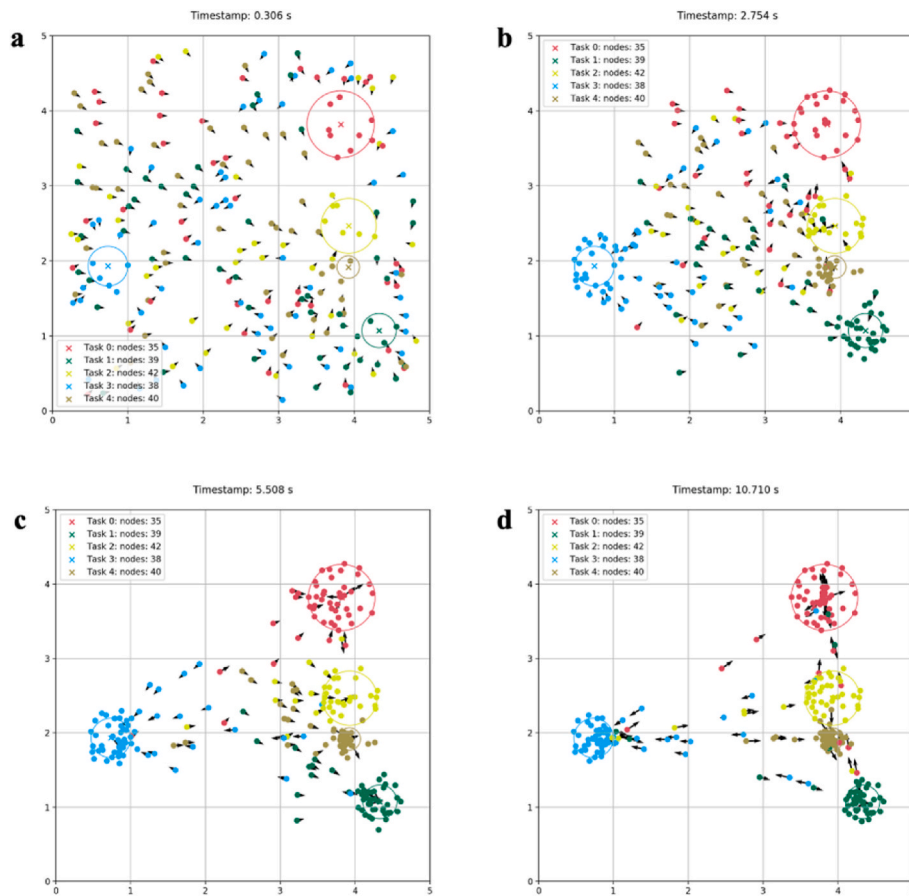 Timestamp: 0.306 s
a
5
4
3
2
1
0
Task 0: nodes: 35
Task 1: nodes: 39
Task 2: nodes: 42
Task 3: nodes: 38
Task 4: nodes: 40
0 1 2 3 4 5
Timestamp: 2.754 s
b
5
4
3
2
1
0
Task 0: nodes: 35
Task 1: nodes: 39
Task 2: nodes: 42
Task 3: nodes: 38
Task 4: nodes: 40
0 1 2 3 4
Timestamp: 5.508 s
c
5
4
3
2
1
0
Task 0: nodes: 35
Task 1: nodes: 39
Task 2: nodes: 42
Task 3: nodes: 38
Task 4: nodes: 40
0 1 2 3 4 5
Timestamp: 10.710 s
d
5
4
3
2
1
0
Task 0: nodes: 35
Task 1: nodes: 39
Task 2: nodes: 42
Task 3: nodes: 38
Task 4: nodes: 40
0 1 2 3 4